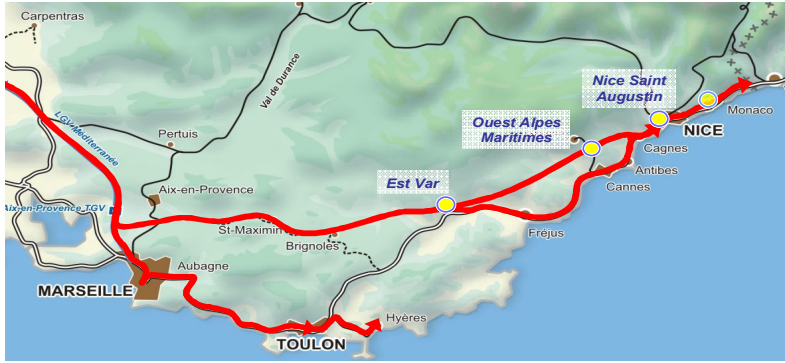 Carpentras
Val de Durance
LGV-Mediterranée
Pertuis
Nice Saint
Augustin
Monaco
NICE
Ouest Alpes
Maritimes
Cagnes
Antibes
Cannes
Est Var
Aix-en-Provence
Aix-en-Provence TGV
St-Maximin
Brignoles
Fréjus
Aubagne
MARSEILLE
Hyères
TOULON